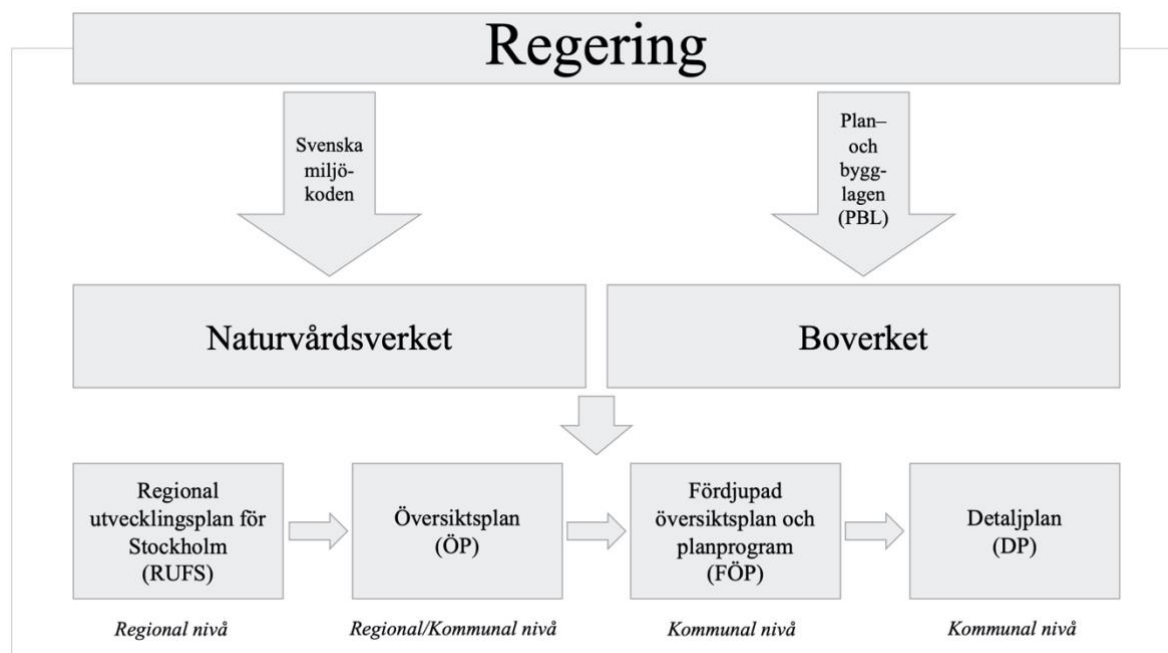 Regering
Svenska
miljö-
koden
Plan–
och
bygg-
lagen
(PBL)
Naturvårdsverket
Boverket
Regional
utvecklingsplan för
Stockholm
(RUFS)
Översiktsplan
(ÖP)
Fördjupad
översiktsplan och
planprogram
(FÖP)
Detaljplan
(DP)
Regional nivå
Regional/Kommunal nivå
Kommunal nivå
Kommunal nivå